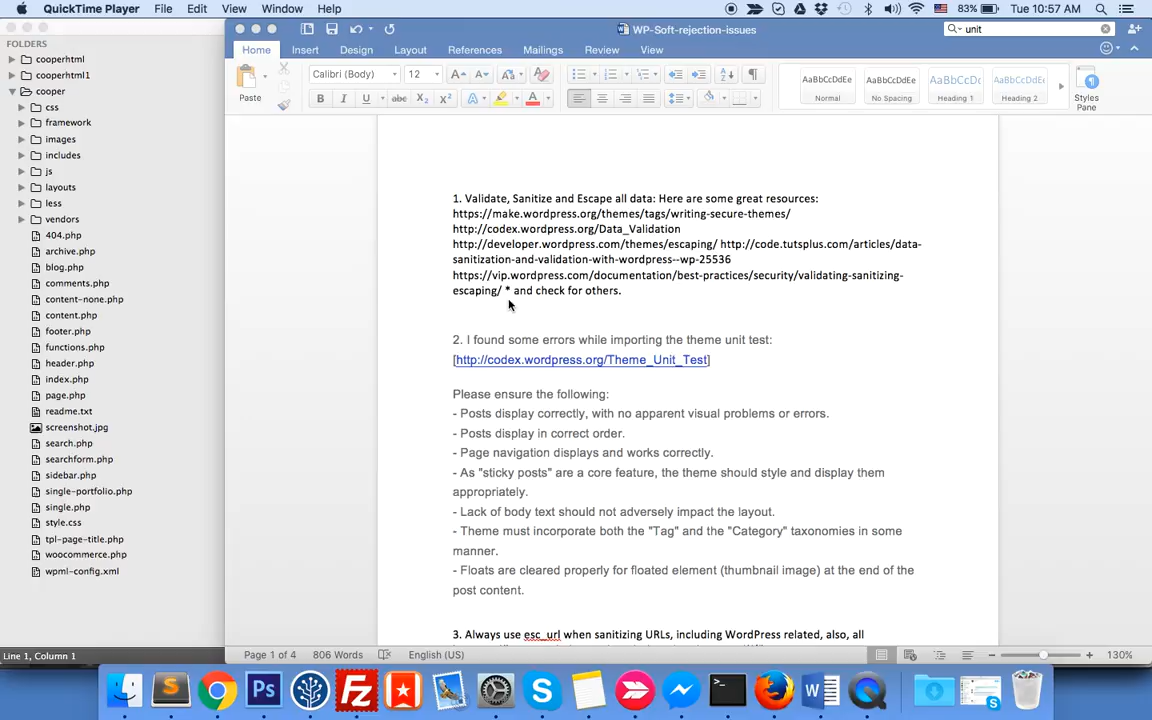 QuickTime Player File Edit View Window Help 83% Tue 10:57 AM
WP-Soft-rejection-issues
unit
Home Insert Design Layout References Mailings Review View
Paste
Calibri (Body) 12
AaBbCcDc AaBbCcDc AaBbCcDc AaBbCcDc
Normal No Spacing Heading 1 Heading 2 Styles Pane
FOLDERS
cooperhtml
cooperhtml1
cooper
css
framework
images
includes
js
layouts
less
vendors
404.php
archive.php
blog.php
comments.php
content-none.php
content.php
footer.php
functions.php
header.php
index.php
page.php
readme.txt
screenshot.jpg
search.php
searchform.php
sidebar.php
single-portfolio.php
single.php
style.css
tpl-page-title.php
woocommerce.php
wpml-config.xml
Line 1, Column 1
1. Validate, Sanitize and Escape all data: Here are some great resources:
https://make.wordpress.org/themes/tags/writing-secure-themes/
http://codex.wordpress.org/Data_Validation
http://developer.wordpress.com/themes/escaping/ http://code.tutsplus.com/articles/data-
sanitization-and-validation-with-wordpress--wp-25536
https://vip.wordpress.com/documentation/best-practices/security/validating-sanitizing-
escaping/ * and check for others.
2. I found some errors while importing the theme unit test:
[http://codex.wordpress.org/Theme_Unit_Test]
Please ensure the following:
- Posts display correctly, with no apparent visual problems or errors.
- Posts display in correct order.
- Page navigation displays and works correctly.
- As "sticky posts" are a core feature, the theme should style and display them
appropriately.
- Lack of body text should not adversely impact the layout.
- Theme must incorporate both the "Tag" and the "Category" taxonomies in some
manner.
- Floats are cleared properly for floated element (thumbnail image) at the end of the
post content.
3. Always use esc_url when sanitizing URLs, including WordPress related, also, all
Page 1 of 4 806 Words English (US) 130%